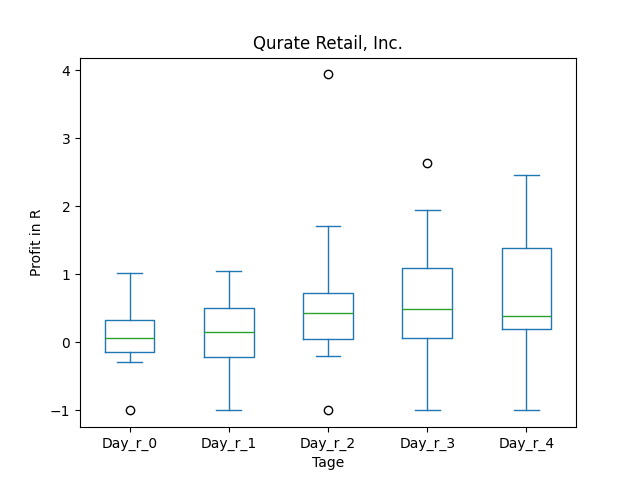 Qurate Retail, Inc.
Profit in R
4
3
2
1
0
−1
Day_r_0 Day_r_1 Day_r_2 Day_r_3 Day_r_4
Tage